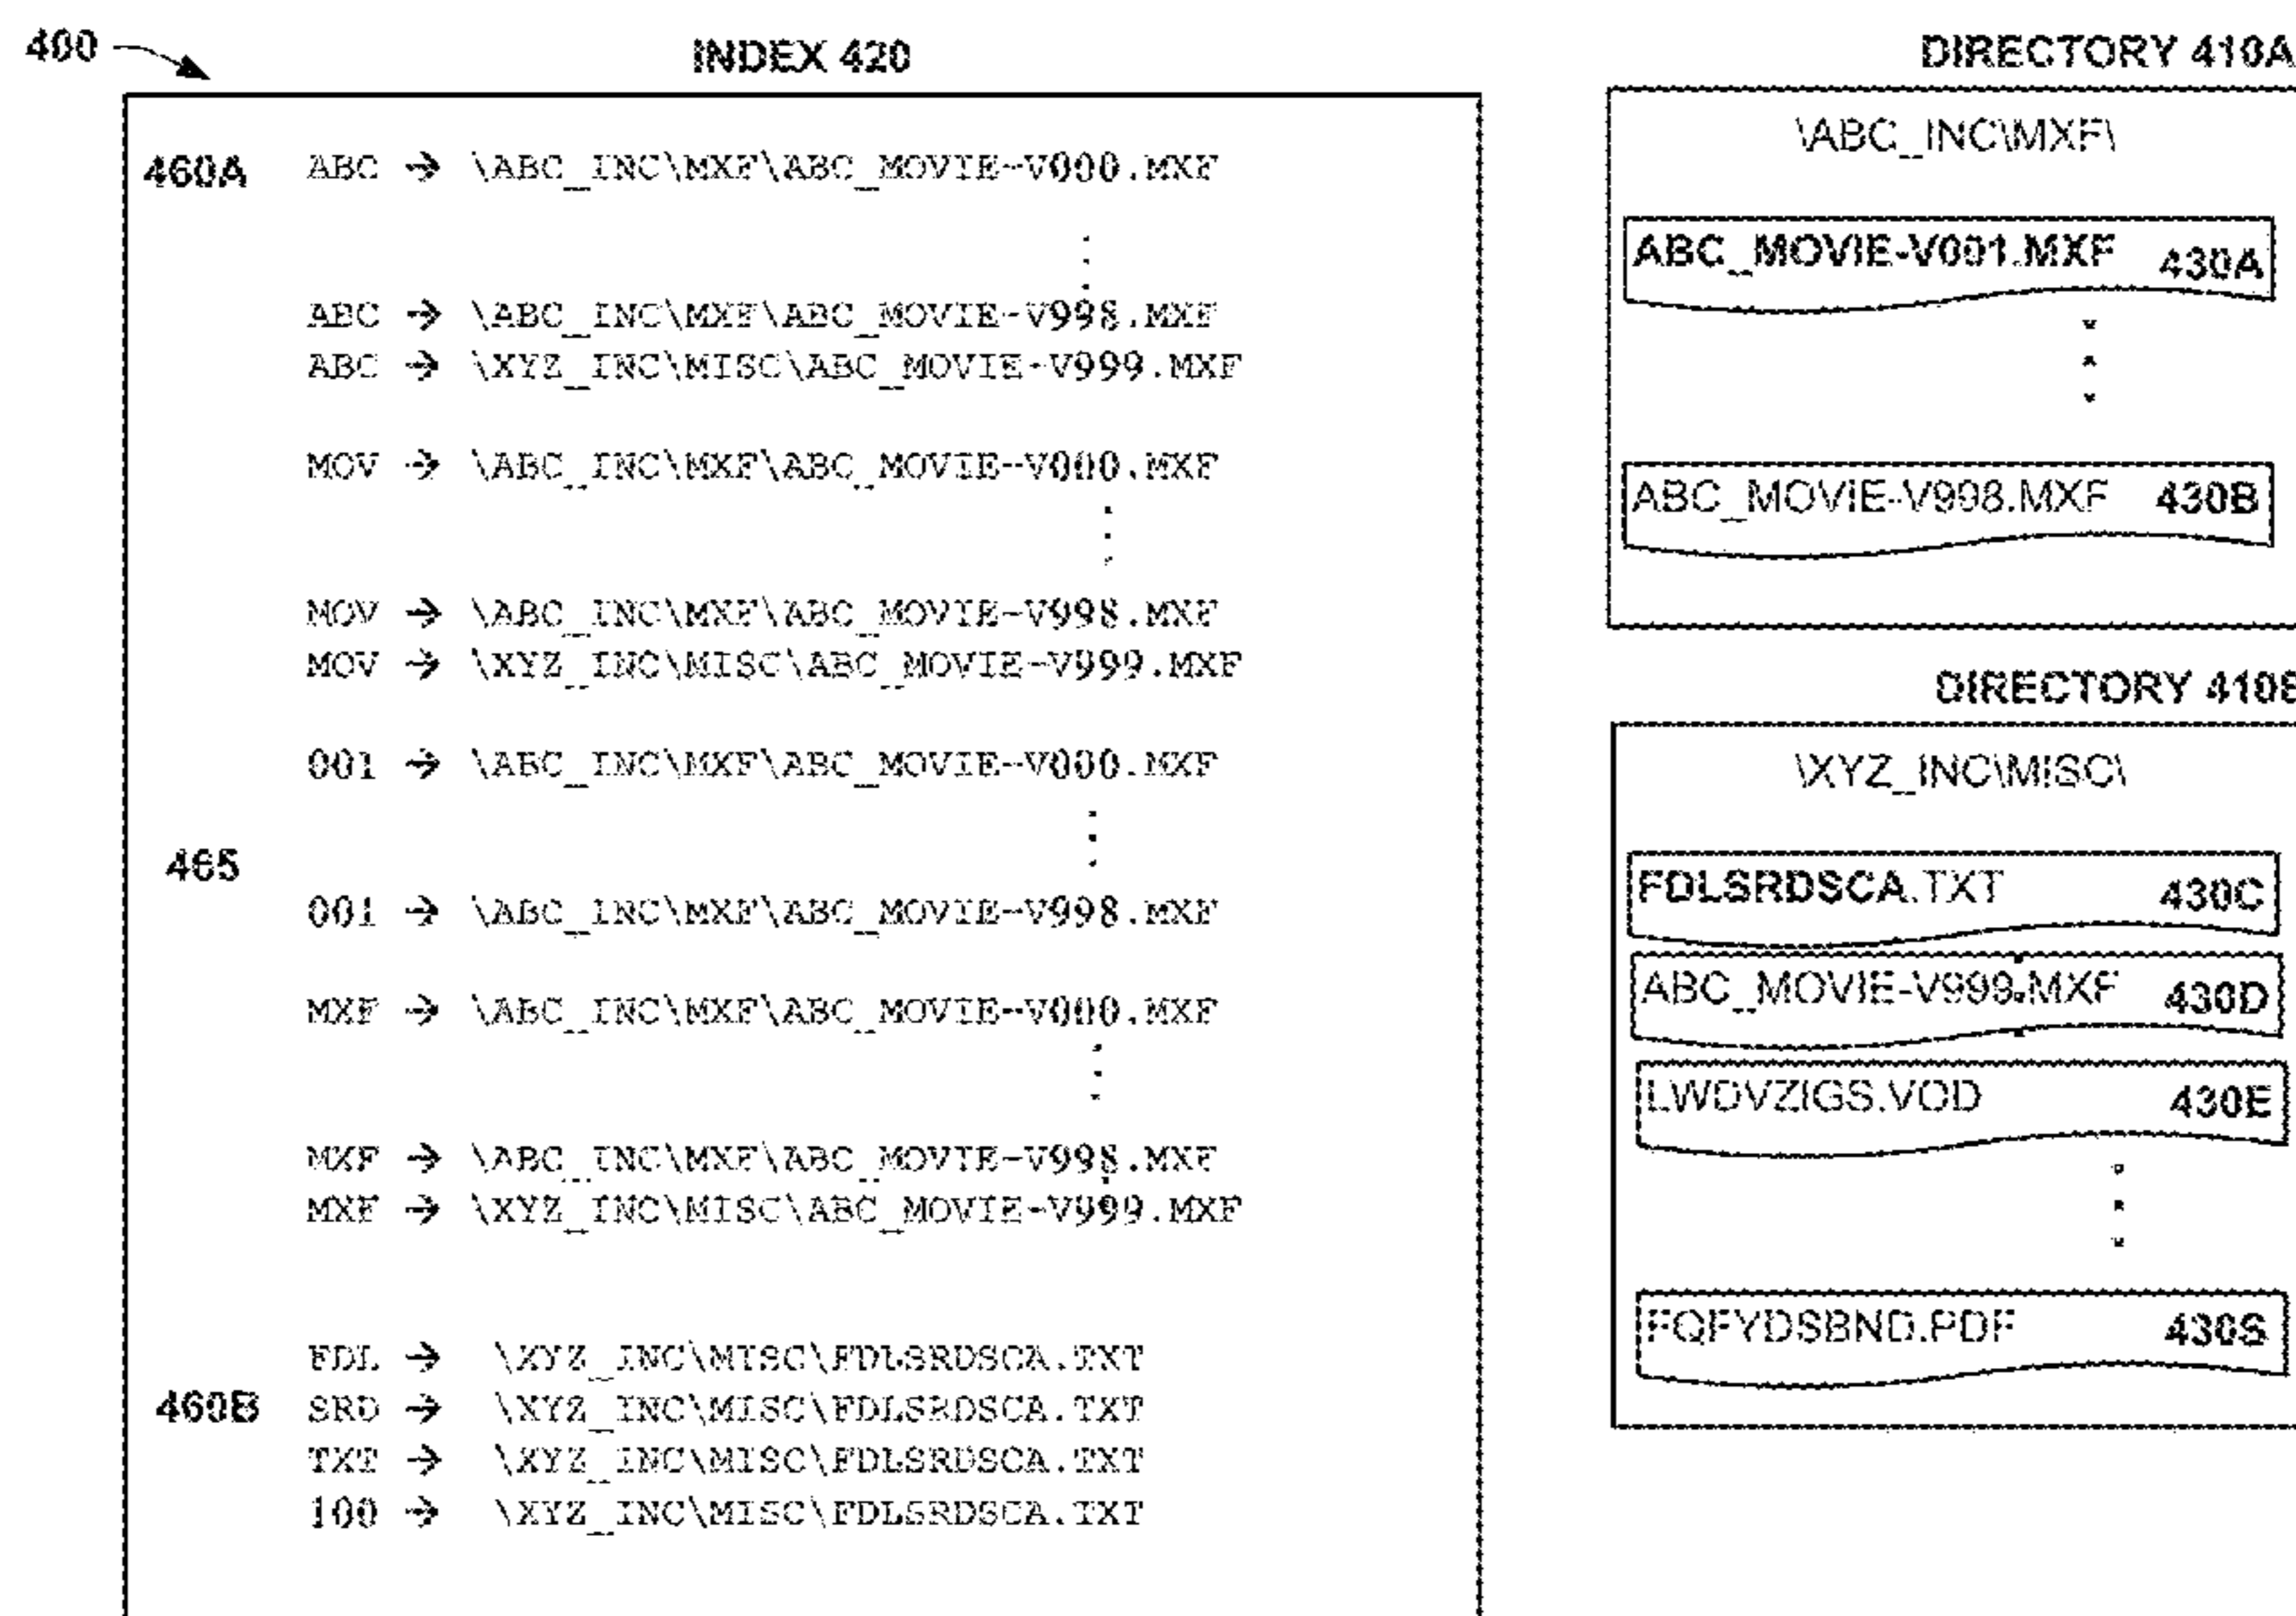 400
INDEX 420
460A ABC → \ABC_INC\MXF\ABC_MOVIE-V000.MXF
ABC → \ABC_INC\MXF\ABC_MOVIE-V998.MXF
ABC → \XYZ_INC\MISC\ABC_MOVIE-V999.MXF
MOV → \ABC_INC\MXF\ABC_MOVIE-V000.MXF
MOV → \ABC_INC\MXF\ABC_MOVIE-V998.MXF
MOV → \XYZ_INC\MISC\ABC_MOVIE-V999.MXF
001 → \ABC_INC\MXF\ABC_MOVIE-V000.MXF
465
001 → \ABC_INC\MXF\ABC_MOVIE-V998.MXF
MXF → \ABC_INC\MXF\ABC_MOVIE-V000.MXF
MXF → \ABC_INC\MXF\ABC_MOVIE-V998.MXF
MXF → \XYZ_INC\MISC\ABC_MOVIE-V999.MXF
FDL → \XYZ_INC\MISC\FDLSRDSCA.TXT
460B SRD → \XYZ_INC\MISC\FDLSRDSCA.TXT
TXT → \XYZ_INC\MISC\FDLSRDSCA.TXT
100 → \XYZ_INC\MISC\FDLSRDSCA.TXT
DIRECTORY 410A
\ABC_INC\MXF\
ABC_MOVIE-V001.MXF 430A
ABC_MOVIE-V998.MXF 430B
DIRECTORY 410B
\XYZ_INC\MISC\
FDLSRDSCA.TXT 430C
ABC_MOVIE-V999.MXF 430D
LWDVZIGS.VOD 430E
FQFYDSBND.PDF 430S